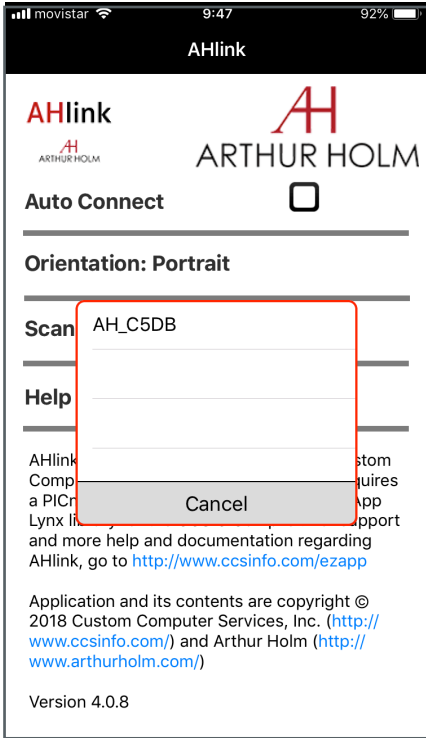 movistar 9:47 92%
AHlink
AHlink
AH
ARTHUR HOLM
AH
ARTHUR HOLM
Auto Connect
Orientation: Portrait
Scan
AH_C5DB
Help
Cancel
AHlink stom
Comp quires
a PICn App
Lynx li pport
and more help and documentation regarding
AHlink, go to http://www.ccsinfo.com/ezapp
Application and its contents are copyright ©
2018 Custom Computer Services, Inc. (http://
www.ccsinfo.com/) and Arthur Holm (http://
www.arthurholm.com/)
Version 4.0.8